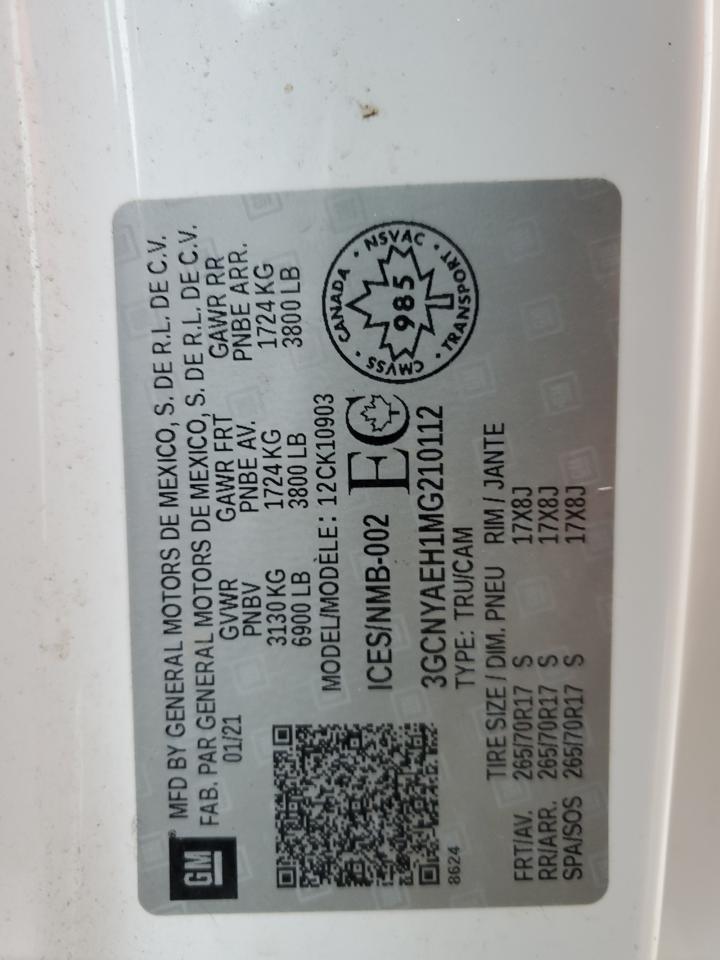 GM
MFD BY GENERAL MOTORS DE MEXICO, S. DE R.L. DE C.V.
FAB. PAR GENERAL MOTORS DE MEXICO, S. DE R.L. DE C.V.
01/21 GVWR GAWR FRT GAWR RR
PNBV PNBE AV. PNBE ARR.
3130 KG 1724 KG 1724 KG
6900 LB 3800 LB 3800 LB
MODEL/MODÈLE: 12CK10903
ICES/NMB-002 EC
CANADA · NSVAC · TRANSPORT · CMVSS ·
985
T
3GCNYAEH1MG210112
TYPE: TRU/CAM
8624
TIRE SIZE / DIM. PNEU RIM / JANTE
FRT/AV. 265/70R17 S 17X8J
RR/ARR. 265/70R17 S 17X8J
SPA/SOS 265/70R17 S 17X8J